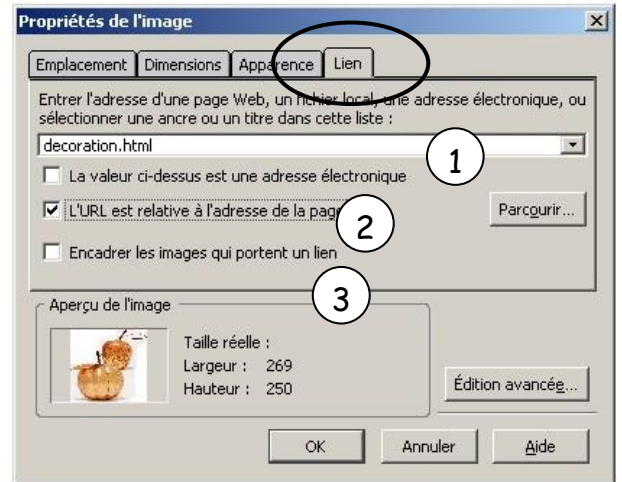 Propriétés de l'image
Emplacement Dimensions Apparence Lien
Entrer l'adresse d'une page Web, un fichier local, une adresse électronique, ou
sélectionner une ancre ou un titre dans cette liste :
decoration.html
1
La valeur ci-dessus est une adresse électronique
L'URL est relative à l'adresse de la page
2
Parcourir...
Encadrer les images qui portent un lien
3
Aperçu de l'image
Taille réelle :
Largeur : 269
Hauteur : 250
Édition avancée...
OK Annuler Aide